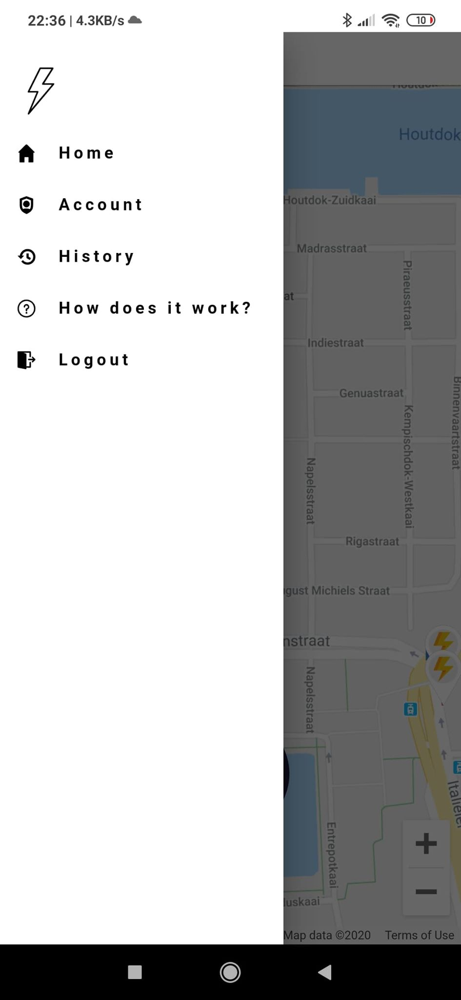 22:36 | 4.3KB/s
10
Home
Account
History
How does it work?
Logout
Houtdok
Houtdok-Zuidkaai
Madrasstraat
Piraeusstraat
at
Indiestraat
Binnenvaartstraat
Genuastraat
Kempischdok-Westkaai
Napelsstraat
Rigastraat
gust Michiels Straat
nstraat
Napelsstraat
Italiëlei
Entrepotkaai
luskaai
Map data ©2020
Terms of Use